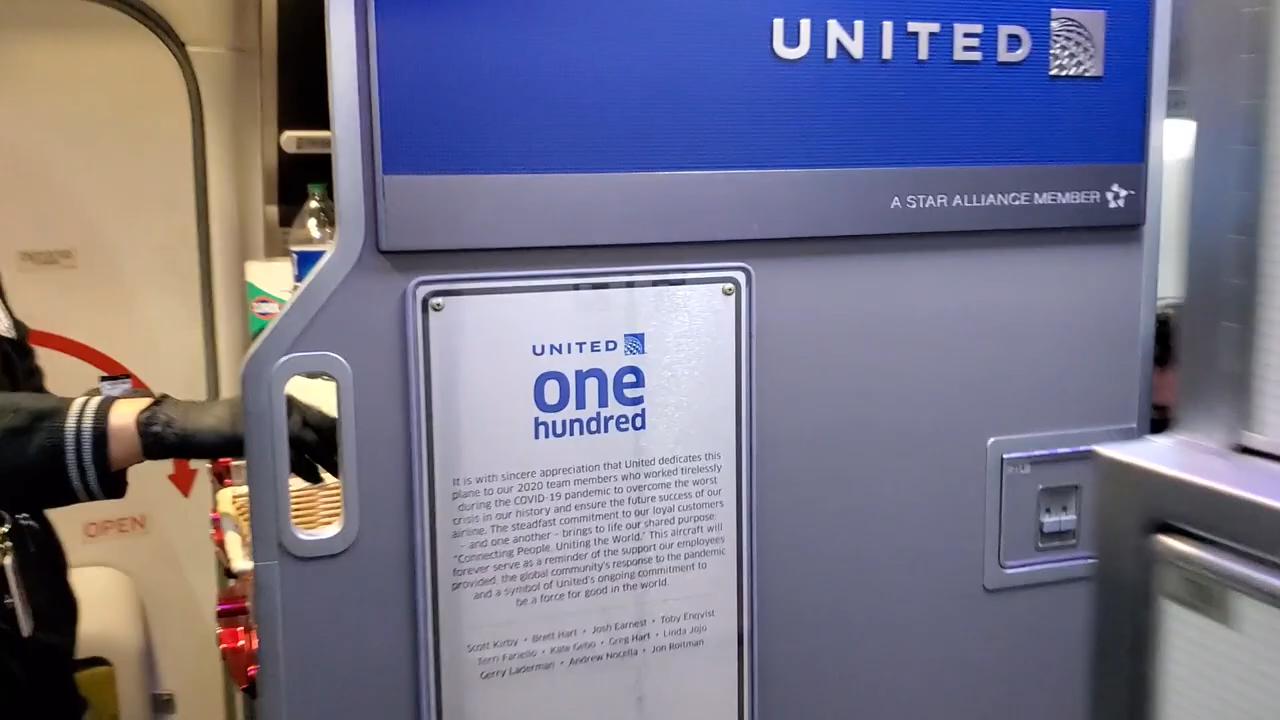 UNITED
A STAR ALLIANCE MEMBER
UNITED
one
hundred
It is with sincere appreciation that United dedicates this
plane to our 2020 team members who worked tirelessly
during the COVID-19 pandemic to overcome the worst
crisis in our history and ensure the future success of our
airline. The steadfast commitment to our loyal customers
– and one another – brings to life our shared purpose:
"Connecting People. Uniting the World." This aircraft will
forever serve as a reminder of the support our employees
provided, the global community's response to the pandemic
and a symbol of United's ongoing commitment to
be a force for good in the world.
Scott Kirby • Brett Hart • Josh Earnest • Toby Enqvist
Terri Fariello • Kate Gebo • Greg Hart • Linda Jojo
Gerry Laderman • Andrew Nocella • Jon Roitman
OPEN